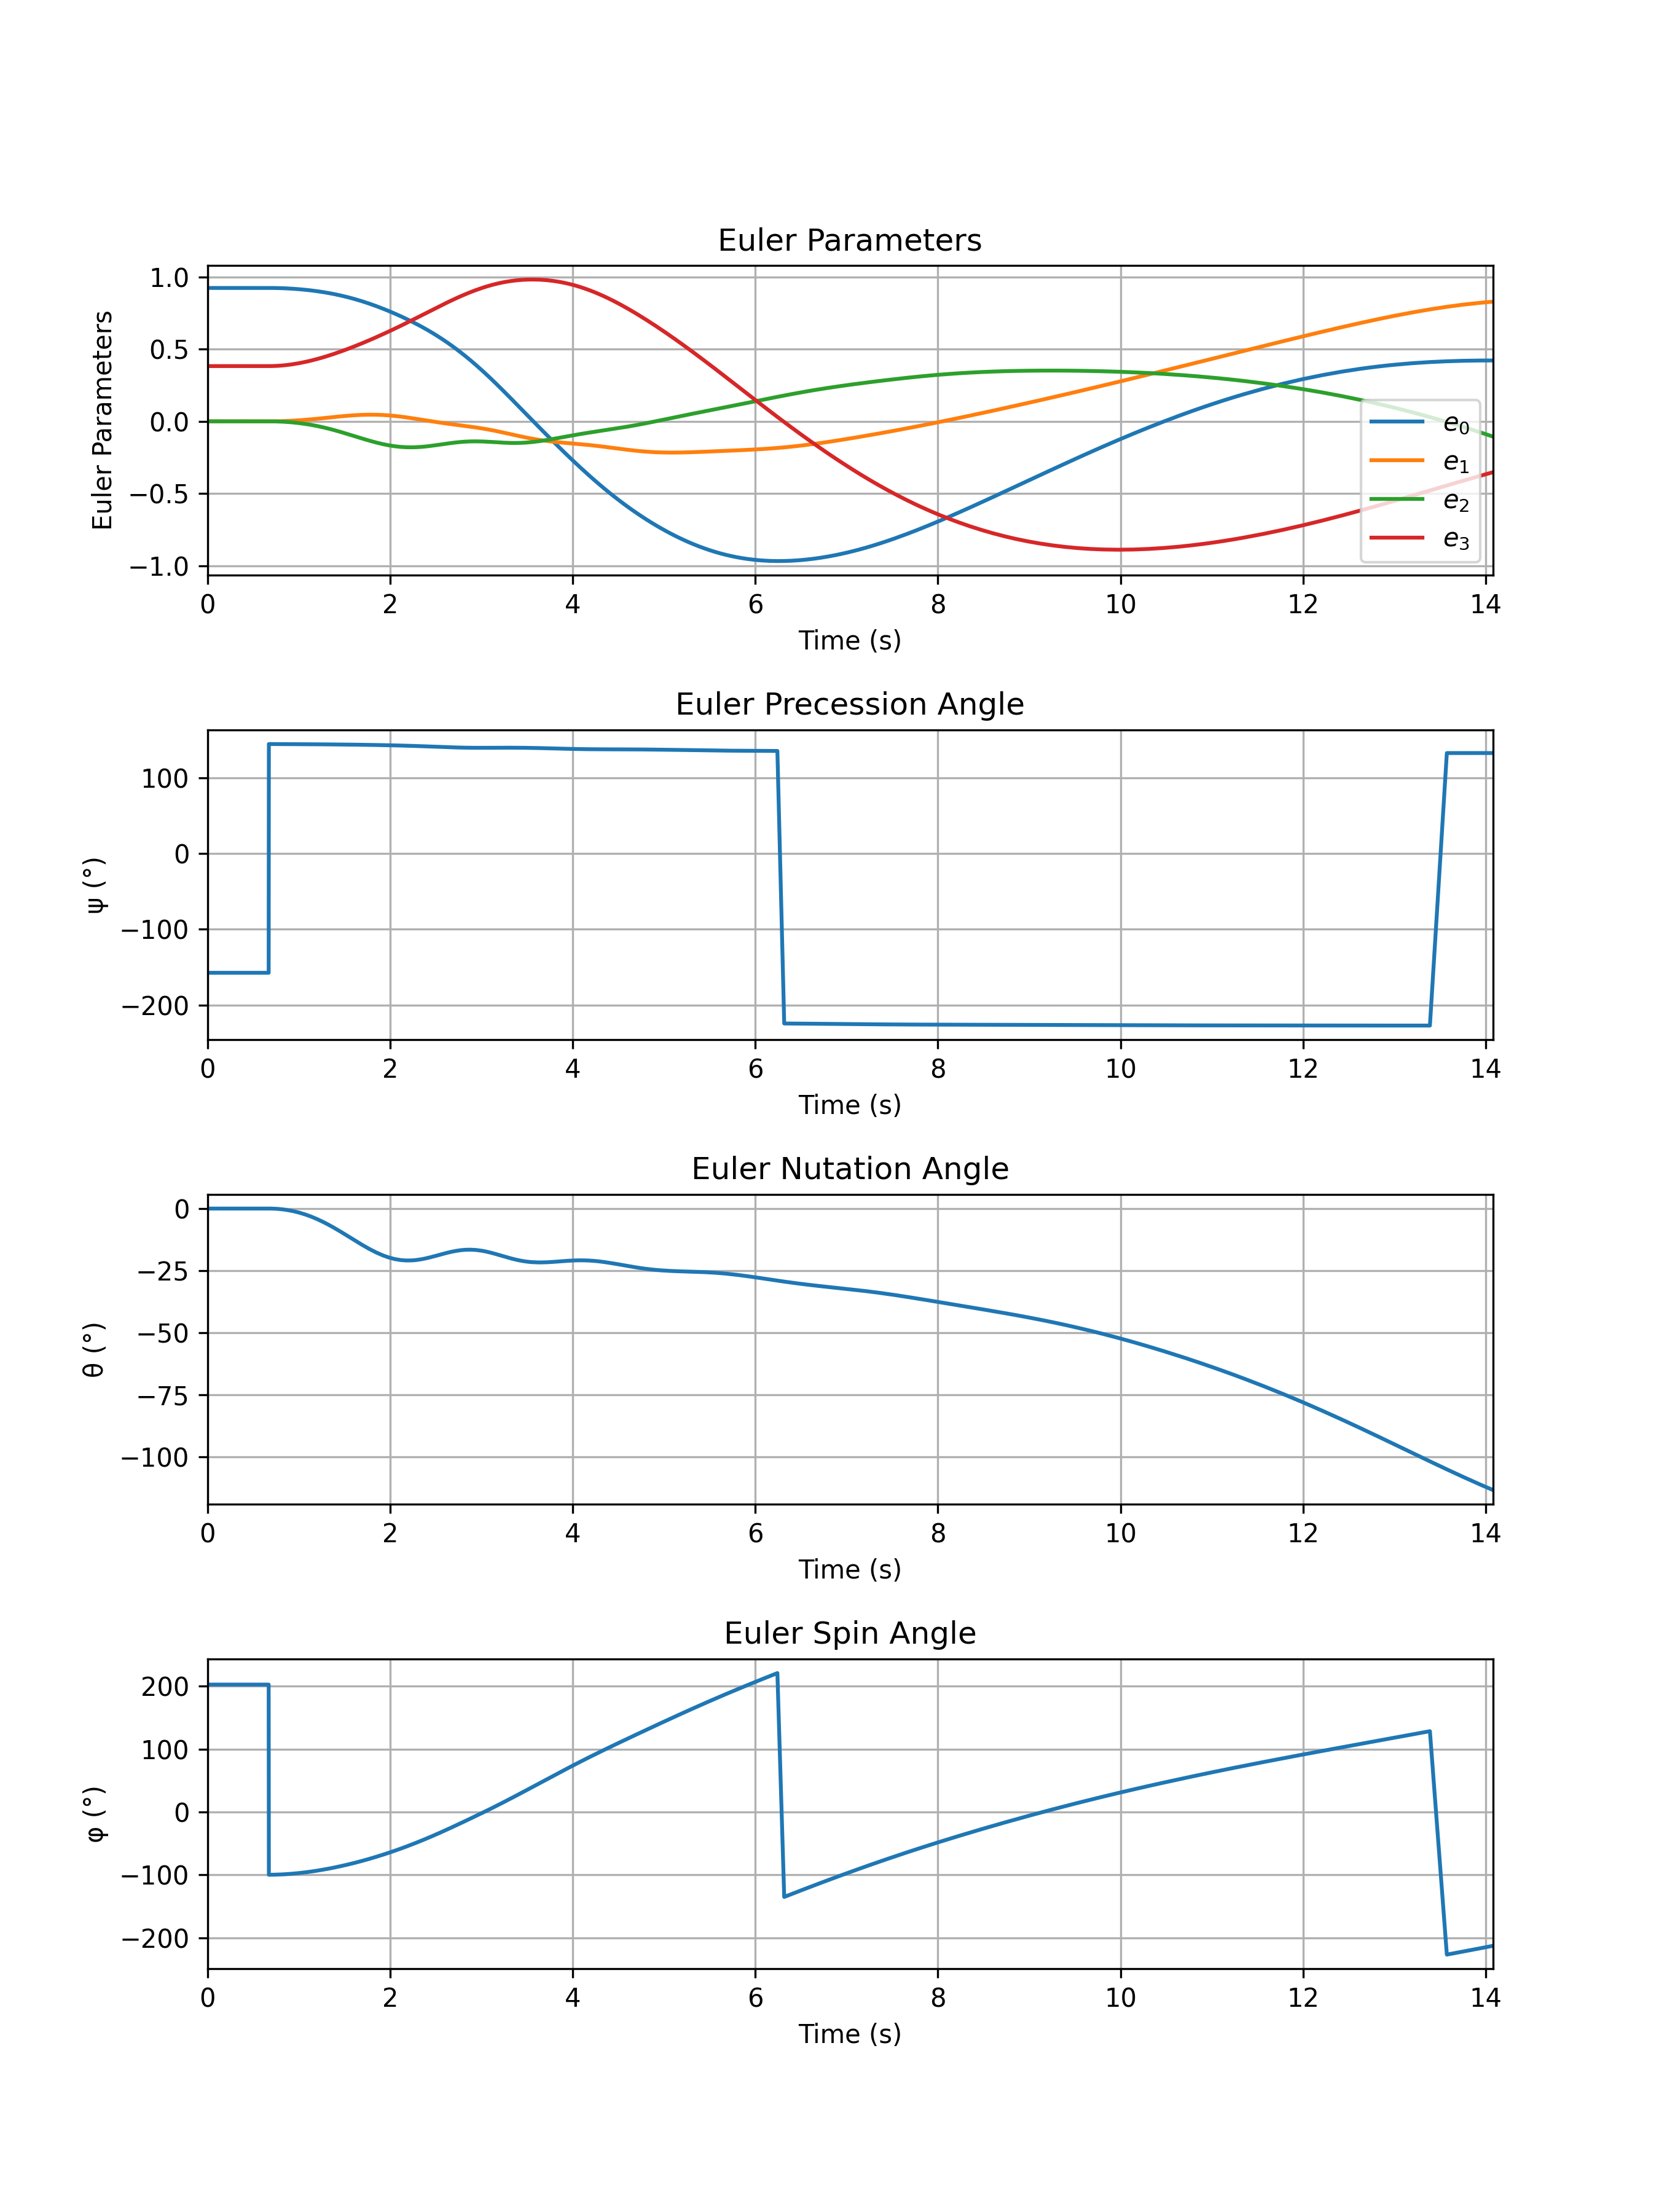 Euler Parameters
1.0
0.5
0.0
−0.5
−1.0
Euler Parameters
e₀
e₁
e₂
e₃
0 2 4 6 8 10 12 14
Time (s)
Euler Precession Angle
100
0
−100
−200
ψ (°)
0 2 4 6 8 10 12 14
Time (s)
Euler Nutation Angle
0
−25
−50
−75
−100
θ (°)
0 2 4 6 8 10 12 14
Time (s)
Euler Spin Angle
200
100
0
−100
−200
φ (°)
0 2 4 6 8 10 12 14
Time (s)